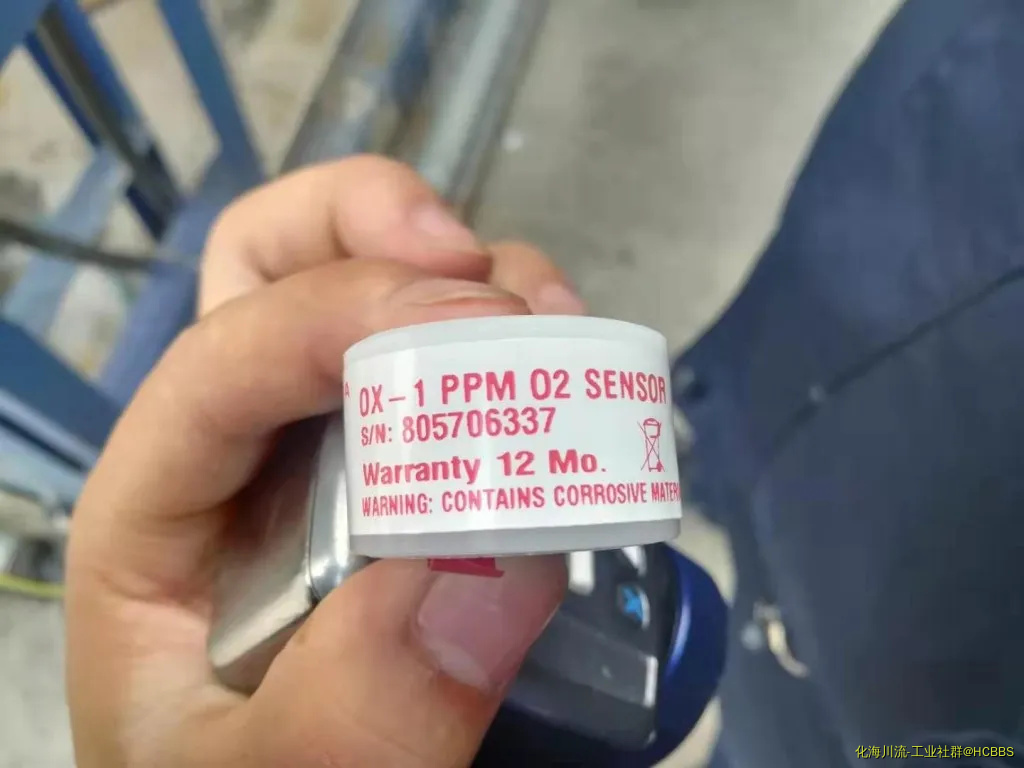 OX-1 PPM O2 SENSOR
S/N: 805706337
Warranty 12 Mo.
WARNING: CONTAINS CORROSIVE
化海川流-工业社群@HCBBS